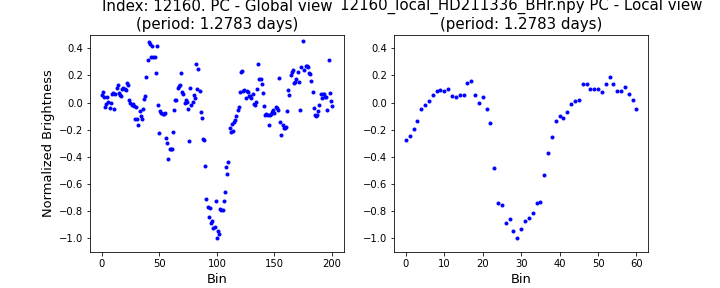 Index: 12160. PC - Global view
(period: 1.2783 days)
12160_local_HD211336_BHr.npy PC - Local view
(period: 1.2783 days)
Normalized Brightness
0.4
0.2
0.0
−0.2
−0.4
−0.6
−0.8
−1.0
0 50 100 150 200
Bin
0.4
0.2
0.0
−0.2
−0.4
−0.6
−0.8
−1.0
0 10 20 30 40 50 60
Bin